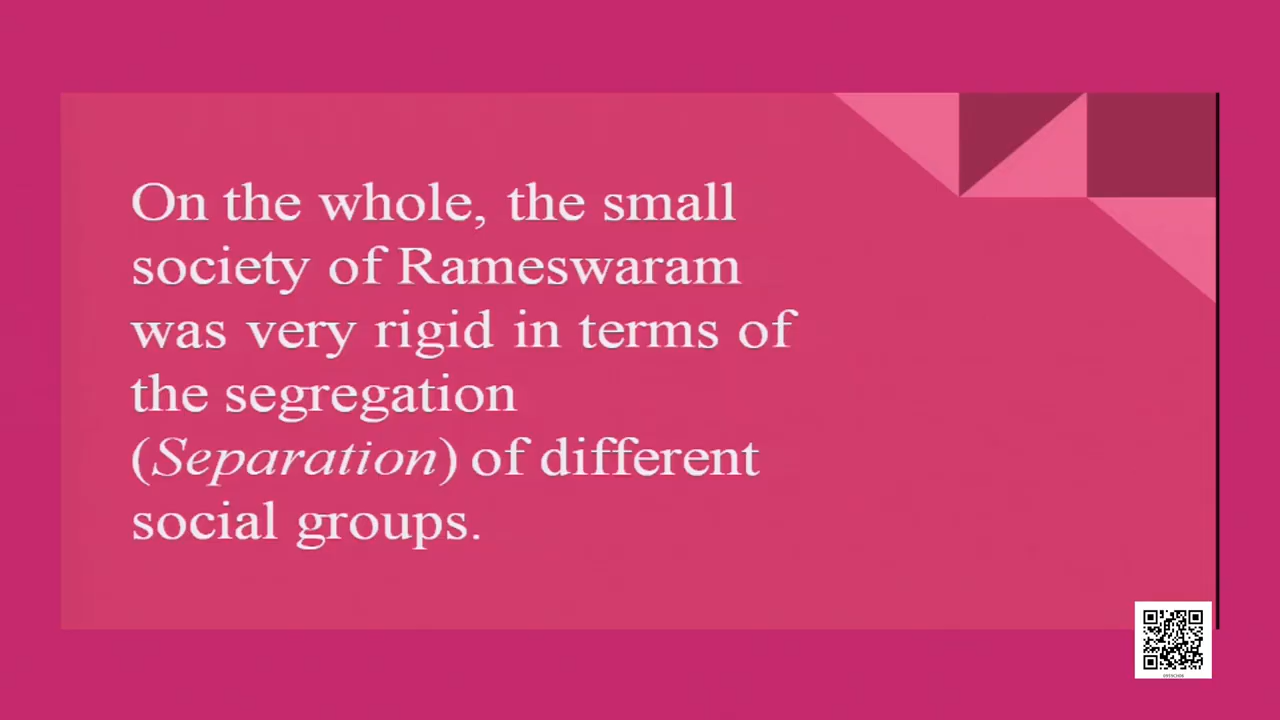 On the whole, the small
society of Rameswaram
was very rigid in terms of
the segregation
(Separation) of different
social groups.